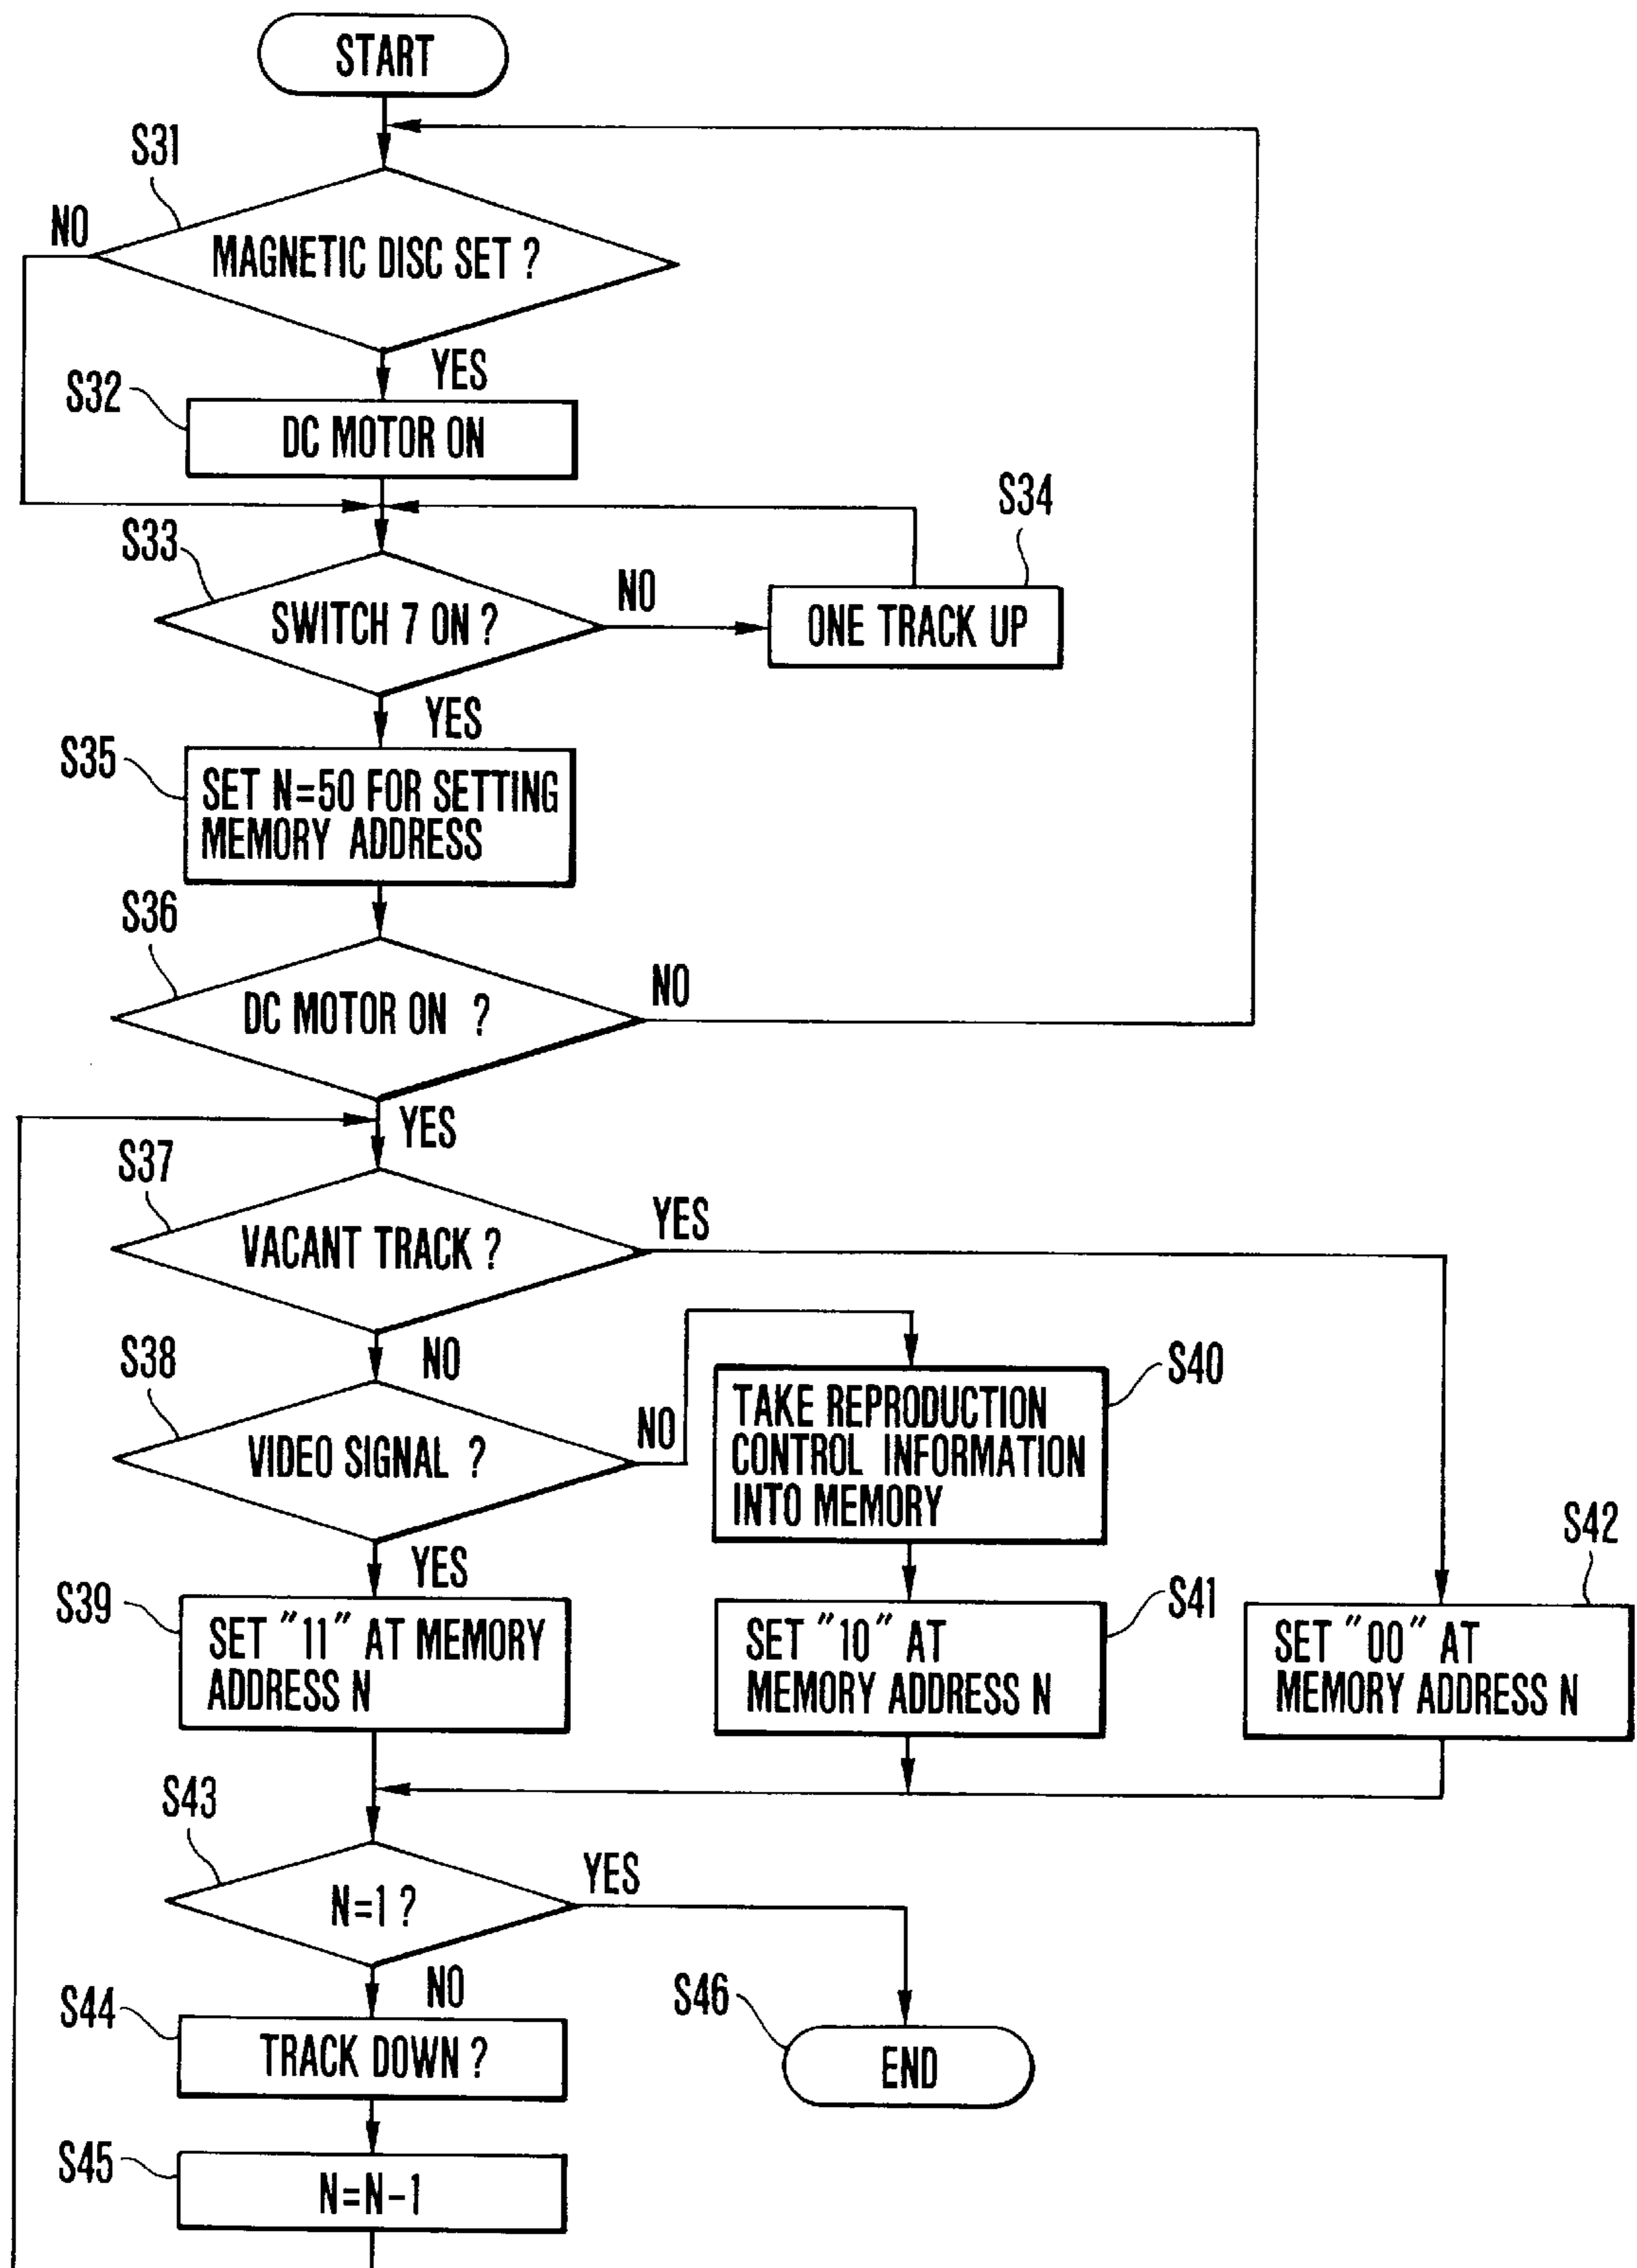 START
S31
NO
MAGNETIC DISC SET ?
YES
S32
DC MOTOR ON
S34
S33
SWITCH 7 ON ?
NO
ONE TRACK UP
YES
S35
SET N=50 FOR SETTING
MEMORY ADDRESS
S36
DC MOTOR ON ?
NO
YES
S37
VACANT TRACK ?
YES
NO
S38
VIDEO SIGNAL ?
NO
S40
TAKE REPRODUCTION
CONTROL INFORMATION
INTO MEMORY
YES
S39
SET "11" AT MEMORY
ADDRESS N
S41
SET "10" AT
MEMORY ADDRESS N
S42
SET "00" AT
MEMORY ADDRESS N
S43
N=1 ?
YES
NO
S44
TRACK DOWN ?
S46
END
S45
N=N-1